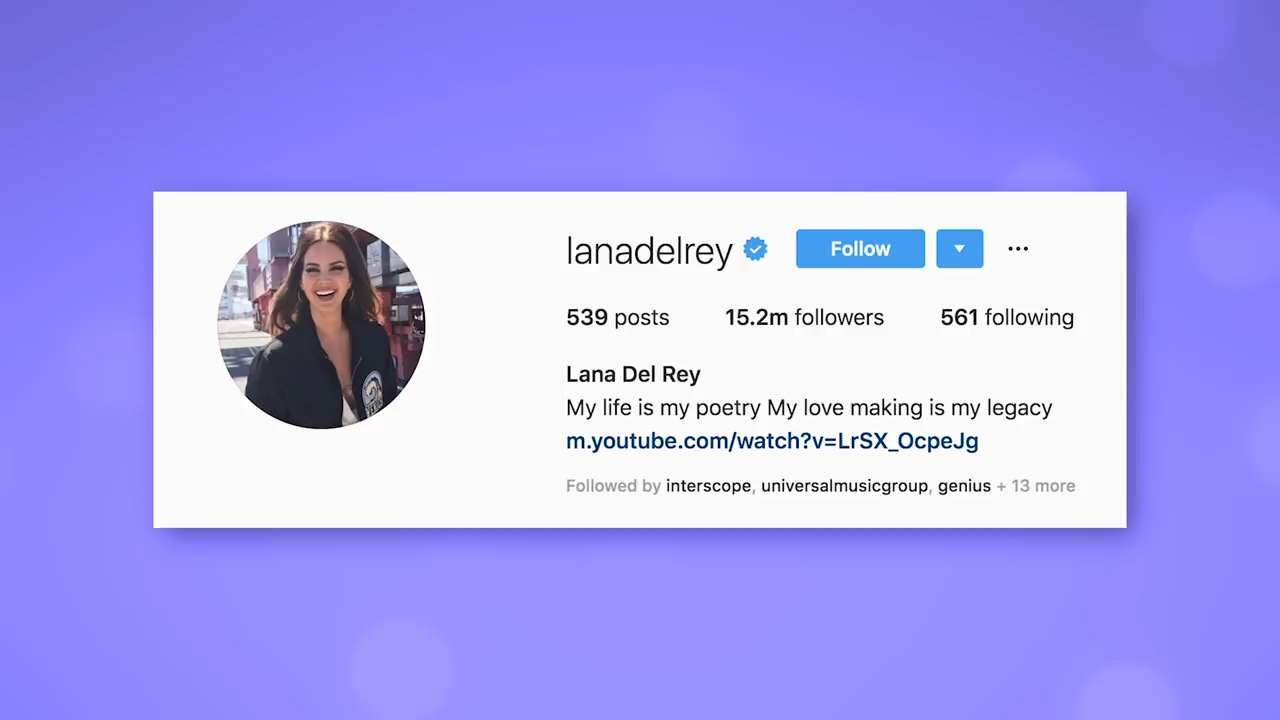 lanadelrey Follow ...
539 posts 15.2m followers 561 following
Lana Del Rey
My life is my poetry My love making is my legacy
m.youtube.com/watch?v=LrSX_OcpeJg
Followed by interscope, universalmusicgroup, genius + 13 more